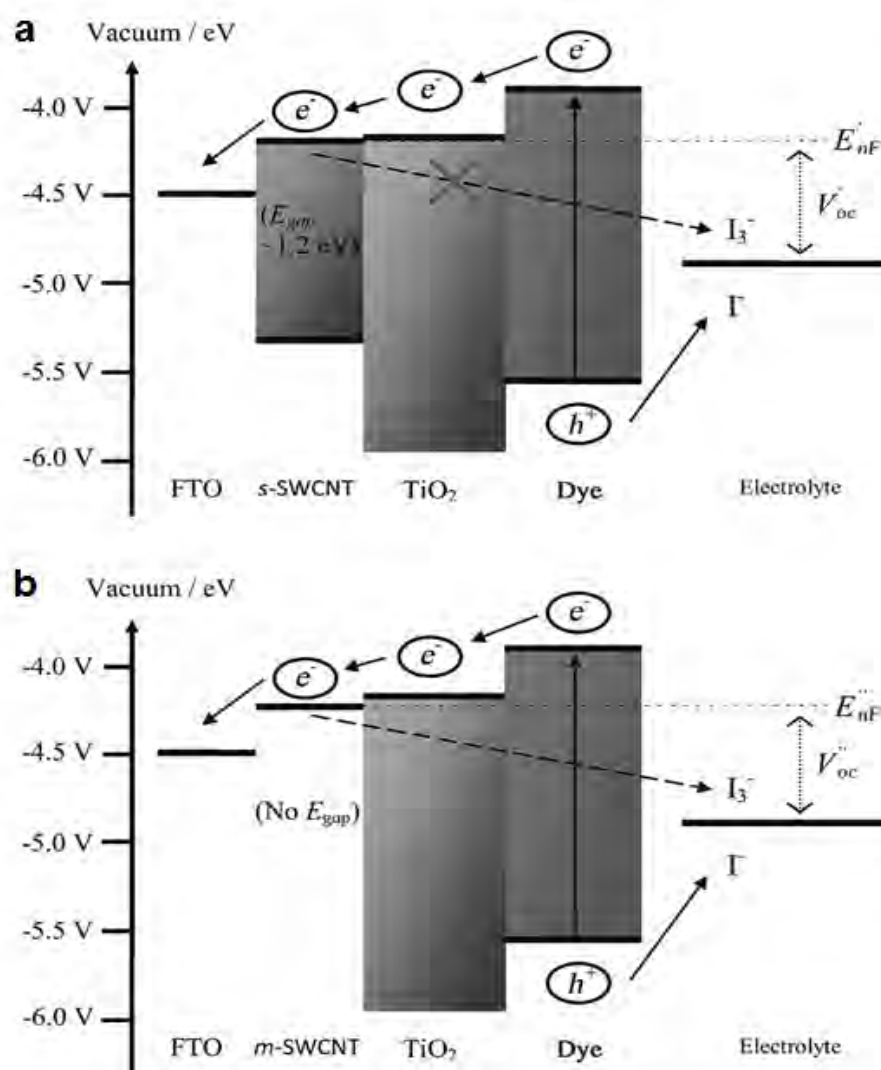 a
Vacuum / eV
e⁻ e⁻ e⁻
-4.0 V
E'nF
-4.5 V
(Egap
~1.2 eV)
V'oc
I₃⁻
-5.0 V
I⁻
-5.5 V
h⁺
-6.0 V
FTO s-SWCNT TiO₂ Dye Electrolyte
b
Vacuum / eV
e⁻ e⁻ e⁻
-4.0 V
E''nF
-4.5 V
V''oc
I₃⁻
(No Egap)
-5.0 V
I⁻
-5.5 V
h⁺
-6.0 V
FTO m-SWCNT TiO₂ Dye Electrolyte